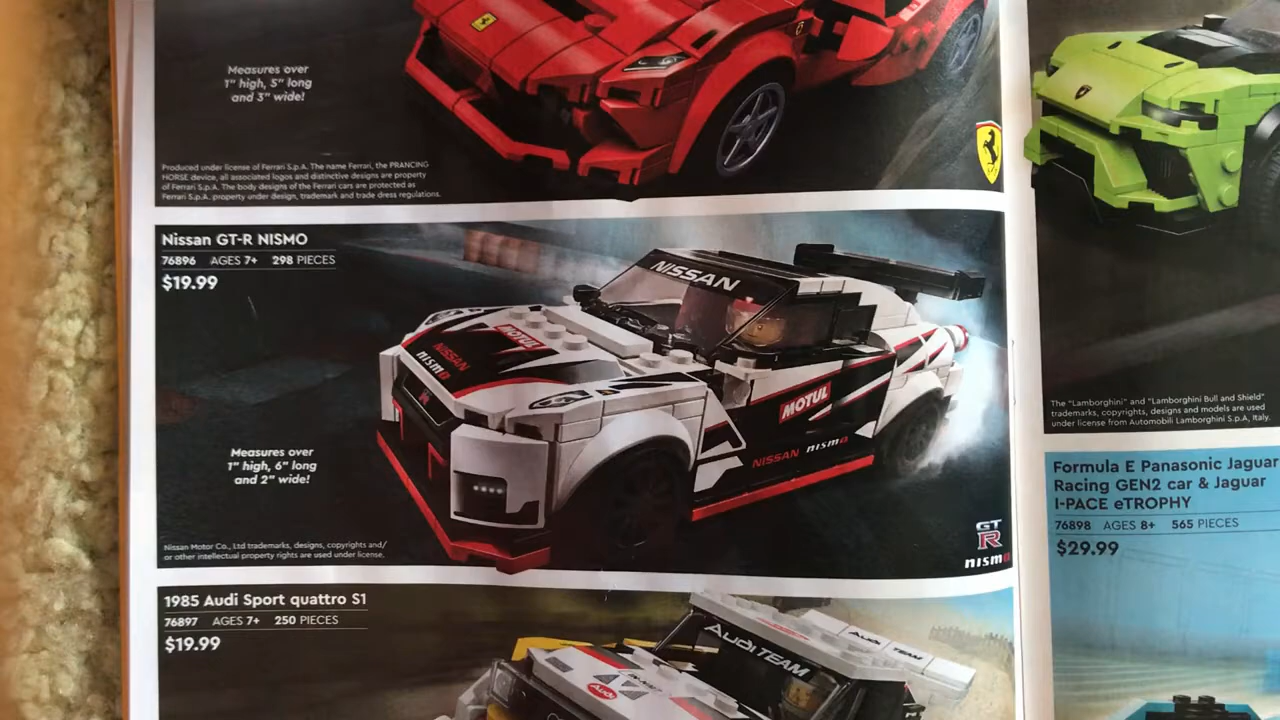 Measures over
1" high, 5" long
and 3" wide!
Produced under license of Ferrari S.p.A. The name Ferrari, the PRANCING
HORSE device, all associated logos and distinctive designs are property
of Ferrari S.p.A. The body designs of the Ferrari cars are protected as
Ferrari S.p.A. property under design, trademark and trade dress regulations.
Nissan GT-R NISMO
76896 AGES 7+ 298 PIECES
$19.99
NISSAN
MOTUL
NISSAN
nismo
MOTUL
NISSAN nismo
Measures over
1" high, 6" long
and 2" wide!
Nissan Motor Co., Ltd trademarks, designs, copyrights and/
or other intellectual property rights are used under license.
GT
R
nismo
1985 Audi Sport quattro S1
76897 AGES 7+ 250 PIECES
$19.99
AUDI TEAM
AUDI TEAM
Audi
The "Lamborghini" and "Lamborghini Bull and Shield"
trademarks, copyrights, designs and models are used
under license from Automobili Lamborghini S.p.A, Italy.
Formula E Panasonic Jaguar
Racing GEN2 car & Jaguar
I-PACE eTROPHY
76898 AGES 8+ 565 PIECES
$29.99